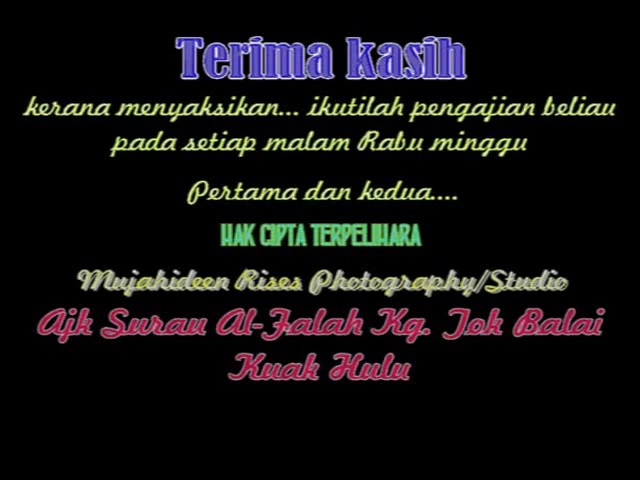 Terima kasih
kerana menyaksikan... ikutilah pengajian beliau
pada setiap malam Rabu minggu
Pertama dan kedua....
HAK CIPTA TERPELIHARA
Mujahideen Rises Photography/Studio
Ajk Surau Al-Falah Kg. Tok Balai
Kuak Hulu